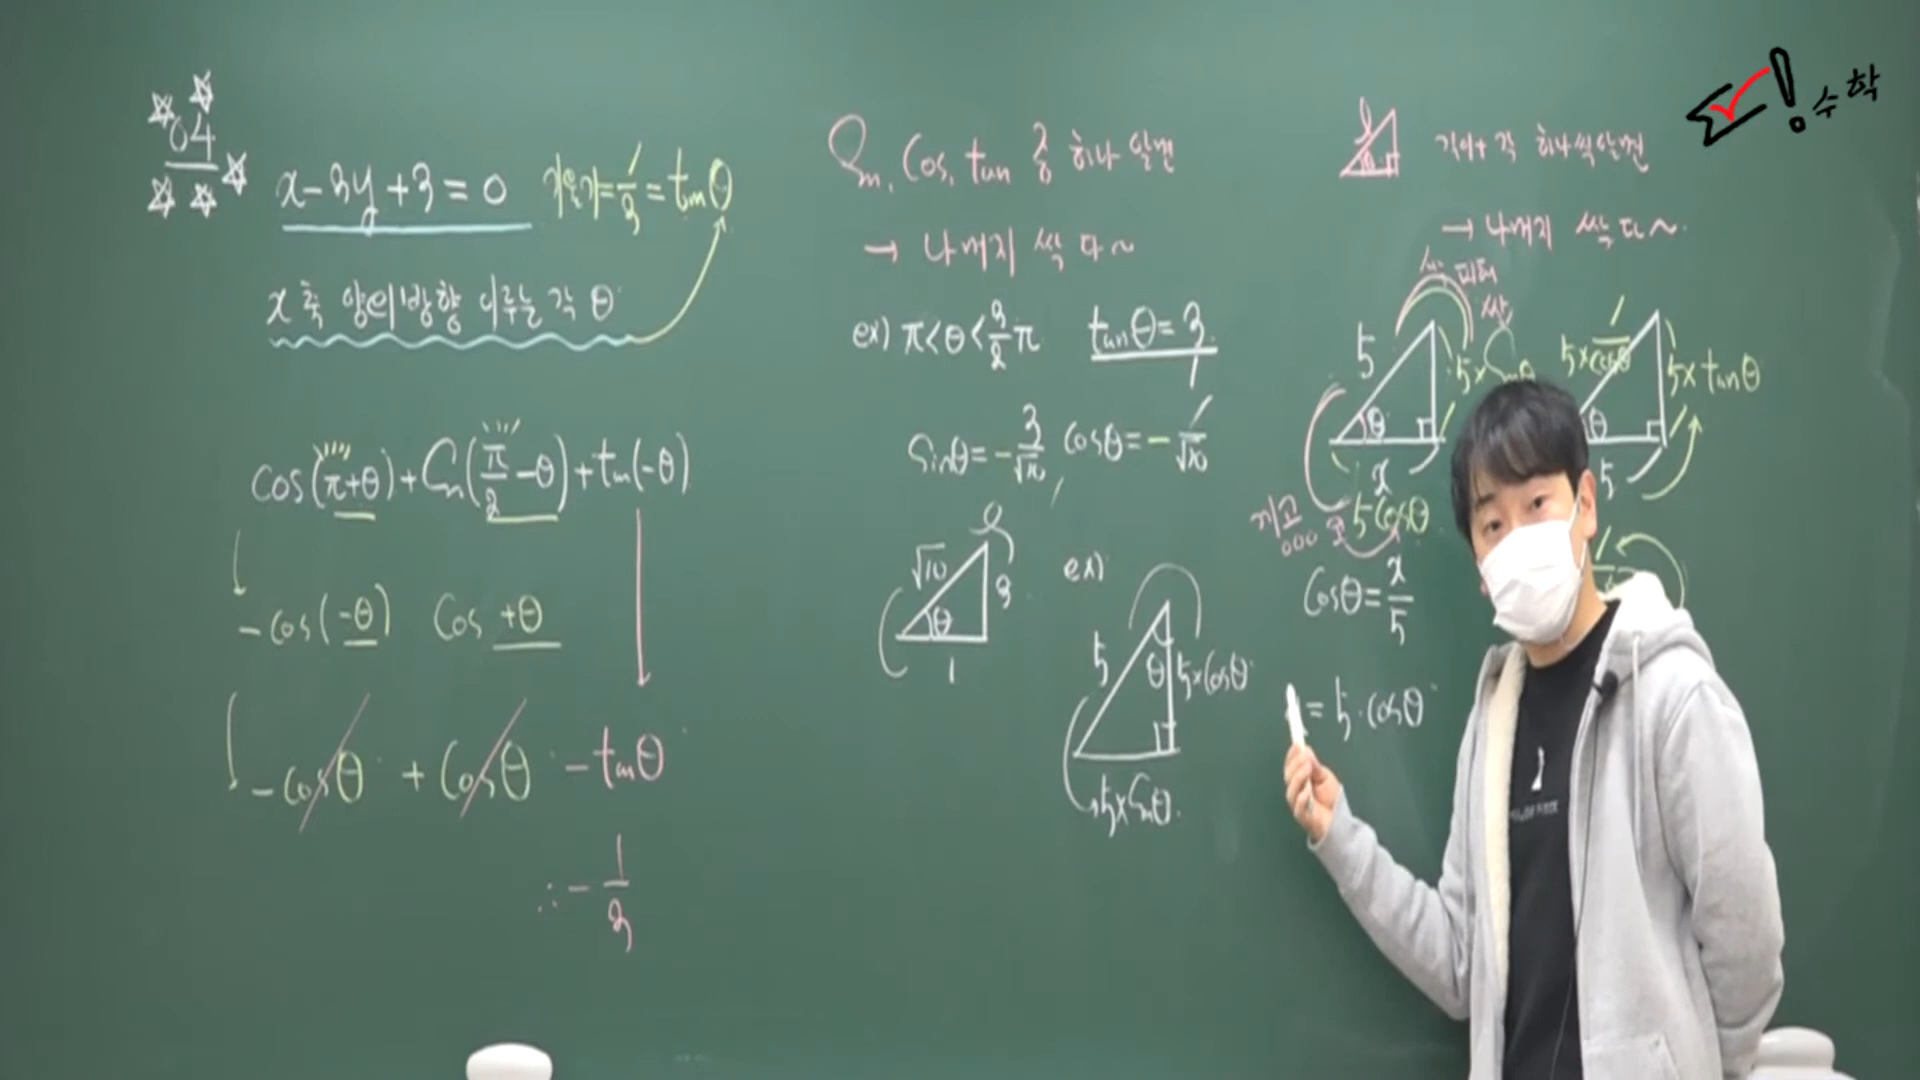 04
x-3y+3=0 기울기=1/3=tanθ
x축 양의방향 이루는 각 θ
cos(π+θ)+sin(π/2-θ)+tan(-θ)
-cos(-θ) cos +θ
-cosθ + cosθ -tanθ
∴ -1/3
sin, cos, tan 중 하나 알면
→ 나머지 싹 다~
ex) π<θ<3/2π tanθ=3/1
sinθ=-3/√10 cosθ=-1/√10
√10
θ
3
1
ex)
5
θ
5×cosθ
5×sinθ
길이+각 하나씩 알면
→ 나머지 싹 다~
5
θ
x
5cosθ
cosθ=x/5
= 5·cosθ
5×1/cosθ
5×tanθ
θ
5
수학